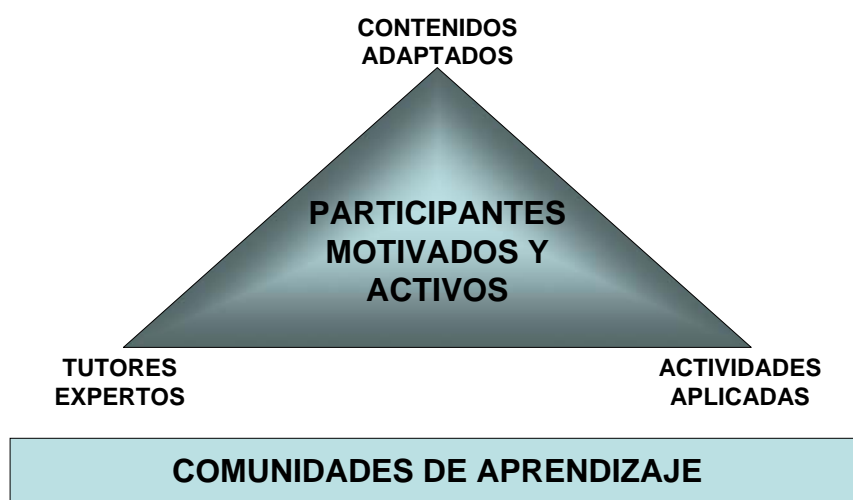 CONTENIDOS
ADAPTADOS
PARTICIPANTES
MOTIVADOS Y
ACTIVOS
TUTORES
EXPERTOS
ACTIVIDADES
APLICADAS
COMUNIDADES DE APRENDIZAJE